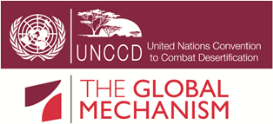 UNCCD
United Nations Convention
to Combat Desertification
THE GLOBAL
MECHANISM